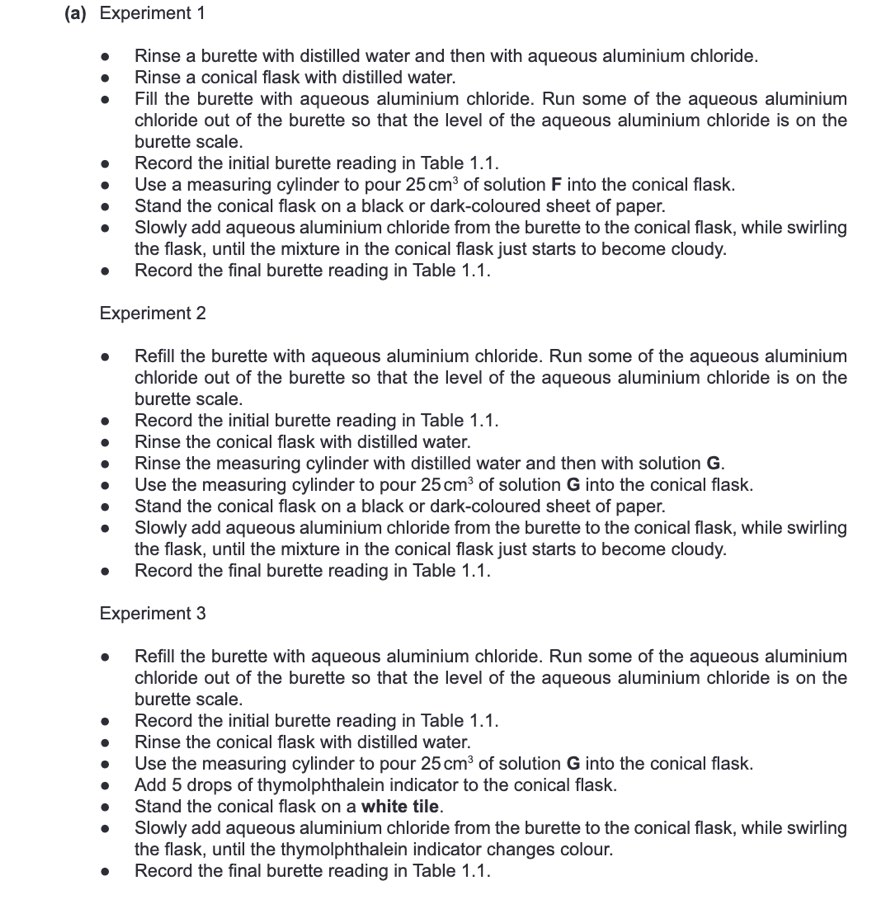 (a) Experiment 1
• Rinse a burette with distilled water and then with aqueous aluminium chloride.
• Rinse a conical flask with distilled water.
• Fill the burette with aqueous aluminium chloride. Run some of the aqueous aluminium
chloride out of the burette so that the level of the aqueous aluminium chloride is on the
burette scale.
• Record the initial burette reading in Table 1.1.
• Use a measuring cylinder to pour 25 cm³ of solution F into the conical flask.
• Stand the conical flask on a black or dark-coloured sheet of paper.
• Slowly add aqueous aluminium chloride from the burette to the conical flask, while swirling
the flask, until the mixture in the conical flask just starts to become cloudy.
• Record the final burette reading in Table 1.1.
Experiment 2
• Refill the burette with aqueous aluminium chloride. Run some of the aqueous aluminium
chloride out of the burette so that the level of the aqueous aluminium chloride is on the
burette scale.
• Record the initial burette reading in Table 1.1.
• Rinse the conical flask with distilled water.
• Rinse the measuring cylinder with distilled water and then with solution G.
• Use the measuring cylinder to pour 25 cm³ of solution G into the conical flask.
• Stand the conical flask on a black or dark-coloured sheet of paper.
• Slowly add aqueous aluminium chloride from the burette to the conical flask, while swirling
the flask, until the mixture in the conical flask just starts to become cloudy.
• Record the final burette reading in Table 1.1.
Experiment 3
• Refill the burette with aqueous aluminium chloride. Run some of the aqueous aluminium
chloride out of the burette so that the level of the aqueous aluminium chloride is on the
burette scale.
• Record the initial burette reading in Table 1.1.
• Rinse the conical flask with distilled water.
• Use the measuring cylinder to pour 25 cm³ of solution G into the conical flask.
• Add 5 drops of thymolphthalein indicator to the conical flask.
• Stand the conical flask on a white tile.
• Slowly add aqueous aluminium chloride from the burette to the conical flask, while swirling
the flask, until the thymolphthalein indicator changes colour.
• Record the final burette reading in Table 1.1.